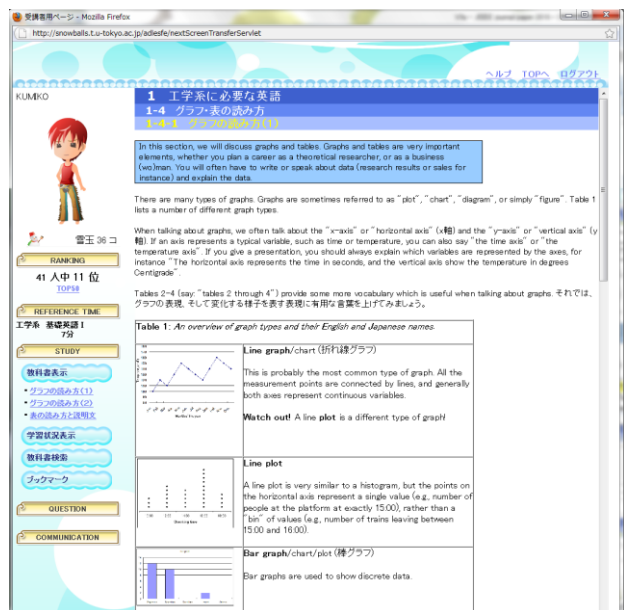 受講者用ページ - Mozilla Firefox
http://snowballs.t.u-tokyo.ac.jp/adiesfe/nextScreenTransferServlet
ヘルプ TOPへ ログアウト
KUMIKO
雪玉 36 コ
RANKING
41 人中 11 位
TOP50
REFERENCE TIME
工学系 基礎英語 I
7分
STUDY
教科書表示
・グラフの読み方(1)
・グラフの読み方(2)
・表の読み方と説明文
学習状況表示
教科書検索
ブックマーク
QUESTION
COMMUNICATION
1 工学系に必要な英語
1-4 グラフ・表の読み方
1-4-1 グラフの読み方(1)
In this section, we will discuss graphs and tables. Graphs and tables are very important
elements, whether you plan a career as a theoretical researcher, or as a business
(wo)man. You will often have to write or speak about data (research results or sales for
instance) and explain the data.
There are many types of graphs. Graphs are sometimes referred to as "plot", "chart", "diagram", or simply "figure". Table 1
lists a number of different graph types.
When talking about graphs, we often talk about the "x-axis" or "horizontal axis" (x軸) and the "y-axis" or "vertical axis" (y
軸). If an axis represents a typical variable, such as time or temperature, you can also say "the time axis" or "the
temperature axis". If you give a presentation, you should always explain which variables are represented by the axes, for
instance "The horizontal axis represents the time in seconds, and the vertical axis show the temperature in degrees
Centigrade".
Tables 2-4 (say: "tables 2 through 4") provide some more vocabulary which is useful when talking about graphs. それでは、
グラフの表現、そして変化する様子を表す表現に有用な言葉を上げてみましょう。
Table 1: An overview of graph types and their English and Japanese names.
Line graph/chart (折れ線グラフ)
This is probably the most common type of graph. All the
measurement points are connected by lines, and generally
both axes represent continuous variables.
Watch out! A line plot is a different type of graph!
Line plot
A line plot is very similar to a histogram, but the points on
the horizontal axis represent a single value (e.g., number of
people at the platform at exactly 15:00), rather than a
"bin" of values (e.g., number of trains leaving between
15:00 and 16:00).
Bar graph/chart/plot (棒グラフ)
Bar graphs are used to show discrete data.